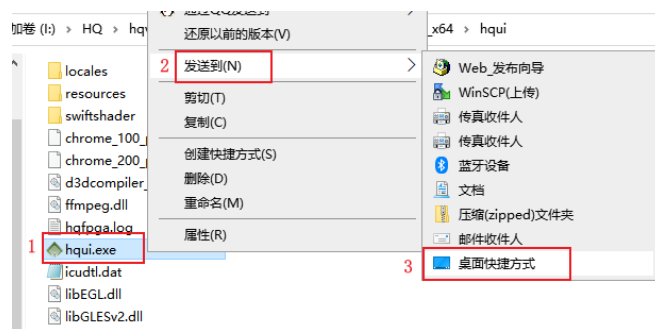 加卷 (I:) › HQ ›
_x64 › hqui
还原以前的版本(V)
2 发送到(N)
剪切(T)
复制(C)
创建快捷方式(S)
删除(D)
重命名(M)
属性(R)
locales
resources
swiftshader
chrome_100_
chrome_200_
d3dcompiler_
ffmpeg.dll
hqfpga.log
1 hqui.exe
icudtl.dat
libEGL.dll
libGLESv2.dll
Web_发布向导
WinSCP(上传)
传真收件人
传真收件人
蓝牙设备
文档
压缩(zipped)文件夹
邮件收件人
3 桌面快捷方式